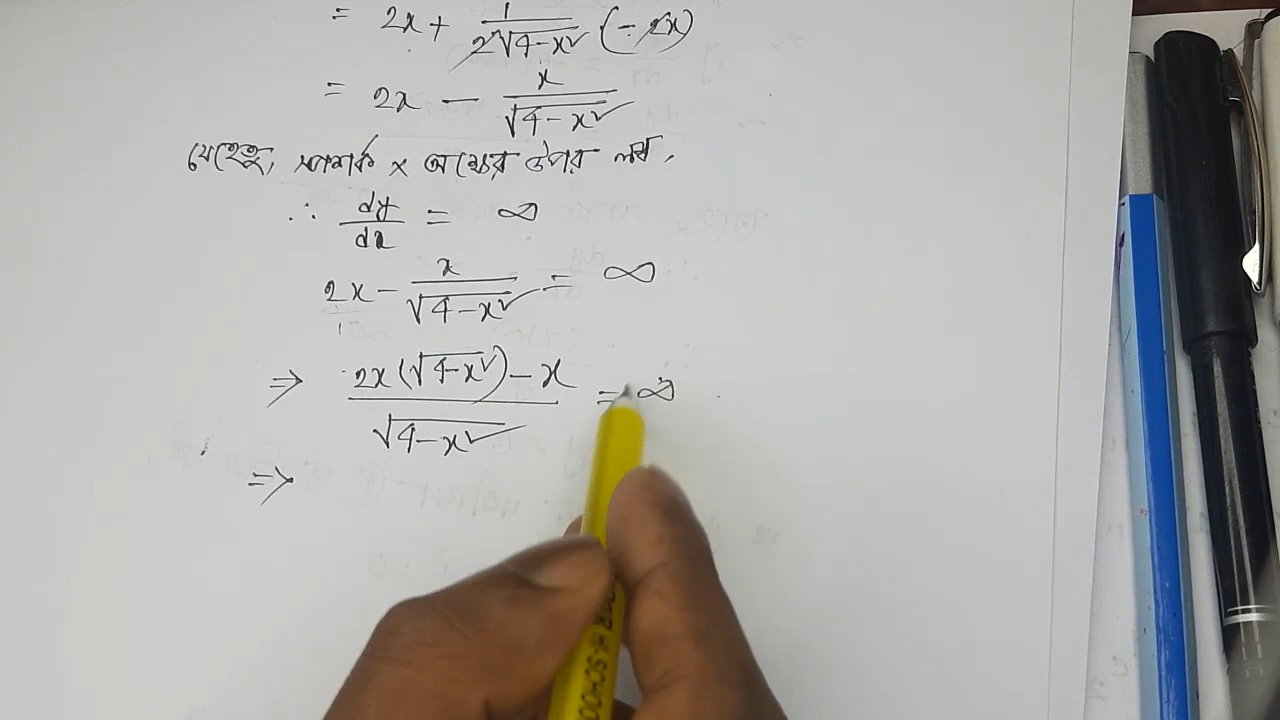 = 2x + 1/(2√(4-x²)) (-2x)
= 2x - x/√(4-x²)
যেহেতু, স্পর্শক x অক্ষের উপর লম্ব,
∴ dy/dx = ∞
2x - x/√(4-x²) = ∞
⇒ (2x(√(4-x²)) - x)/√(4-x²) = ∞
⇒